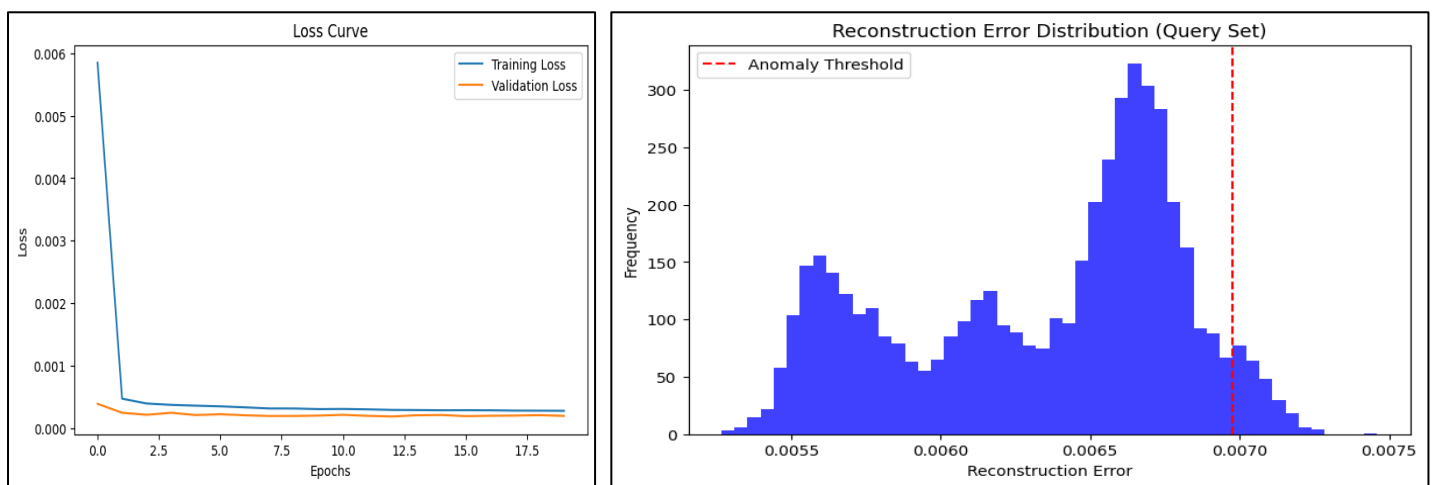 Loss Curve
0.006
0.005
0.004
0.003
0.002
0.001
0.000
Loss
Training Loss
Validation Loss
0.0 2.5 5.0 7.5 10.0 12.5 15.0 17.5
Epochs
Reconstruction Error Distribution (Query Set)
Anomaly Threshold
300
250
200
150
100
50
0
Frequency
0.0055 0.0060 0.0065 0.0070 0.0075
Reconstruction Error